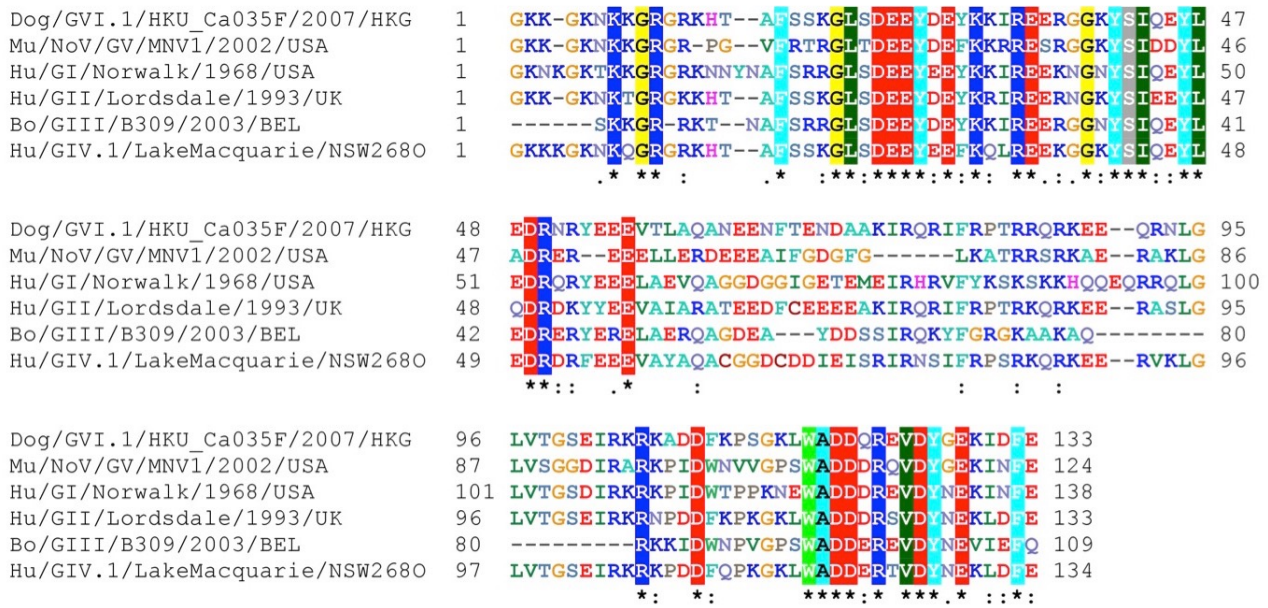 Dog/GVI.1/HKU_Ca035F/2007/HKG 1 GKK-GKNKKGRGRKHT--AFSSKGLSDEEYDEYKKIREERGGKYSIQEYL 47
Mu/NoV/GV/MNV1/2002/USA 1 GKK-GKNKKGRGR-PG--VFRTRGLTDEEYDEFKKRRESRGGKYSIDDYL 46
Hu/GI/Norwalk/1968/USA 1 GKNKGKTKKGRGRKNNYNAFSRRGLSDEEYEEYKKIREEKNGNYSIQEYL 50
Hu/GII/Lordsdale/1993/UK 1 GKK-GKNKTGRGKKHT--AFSSKGLSDEEYDEYKRIREERNGKYSIEEYL 47
Bo/GIII/B309/2003/BEL 1 ------SKKGR-RKT--NAFSRRGLSDEEYDEYKKIREERGGNYSIQEYL 41
Hu/GIV.1/LakeMacquarie/NSW268O 1 GKKKGKNKQGRGRKHT--AFSSKGLSDEEYEEFKQLREERGGKYSIQEYL 48
.* ** : .* :**:****:*:*: **.:.*:***::**
Dog/GVI.1/HKU_Ca035F/2007/HKG 48 EDRNRYEEEVTLAQANEENFTENDAAKIRQRIFRPTRRQRKEE--QRNLG 95
Mu/NoV/GV/MNV1/2002/USA 47 ADRER--EEELLERDEEEAIFGDGFG------LKATRRSRKAE--RAKLG 86
Hu/GI/Norwalk/1968/USA 51 EDRQRYEEELAEVQAGGDGGIGETEMEIRHRVFYKSKSKKHQQEQRRQLG 100
Hu/GII/Lordsdale/1993/UK 48 QDRDKYYEEVAIARATEEDFCEEEEAKIRQRIFRPTRKQRKEE--RASLG 95
Bo/GIII/B309/2003/BEL 42 EDRERYERELAERQAGDEA---YDDSSIRQKYFGRGKAAKAQ-------- 80
Hu/GIV.1/LakeMacquarie/NSW268O 49 EDRDRFEEEVAYAQACGGDCDDIEISRIRNSIFRPSRKQRKEE--RVKLG 96
**:: .* : : : :
Dog/GVI.1/HKU_Ca035F/2007/HKG 96 LVTGSEIRKRKADDFKPSGKLWADDQREVDYGEKIDFE 133
Mu/NoV/GV/MNV1/2002/USA 87 LVSGGDIRARKPIDWNVVGPSWADDDRQVDYGEKINFE 124
Hu/GI/Norwalk/1968/USA 101 LVTGSDIRKRKPIDWTPPKNEWADDDREVDYNEKINFE 138
Hu/GII/Lordsdale/1993/UK 96 LVTGSEIRKRNPDDFKPKGKLWADDDRSVDYNEKLDFE 133
Bo/GIII/B309/2003/BEL 80 ---------RKKIDWNPVGPSWADDEREVDYNEVIEFQ 109
Hu/GIV.1/LakeMacquarie/NSW268O 97 LVTGSEIRKRKPDDFQPKGKLWADDERTVDYNEKLDFE 134
*: *: ****:* ***.* ::*: